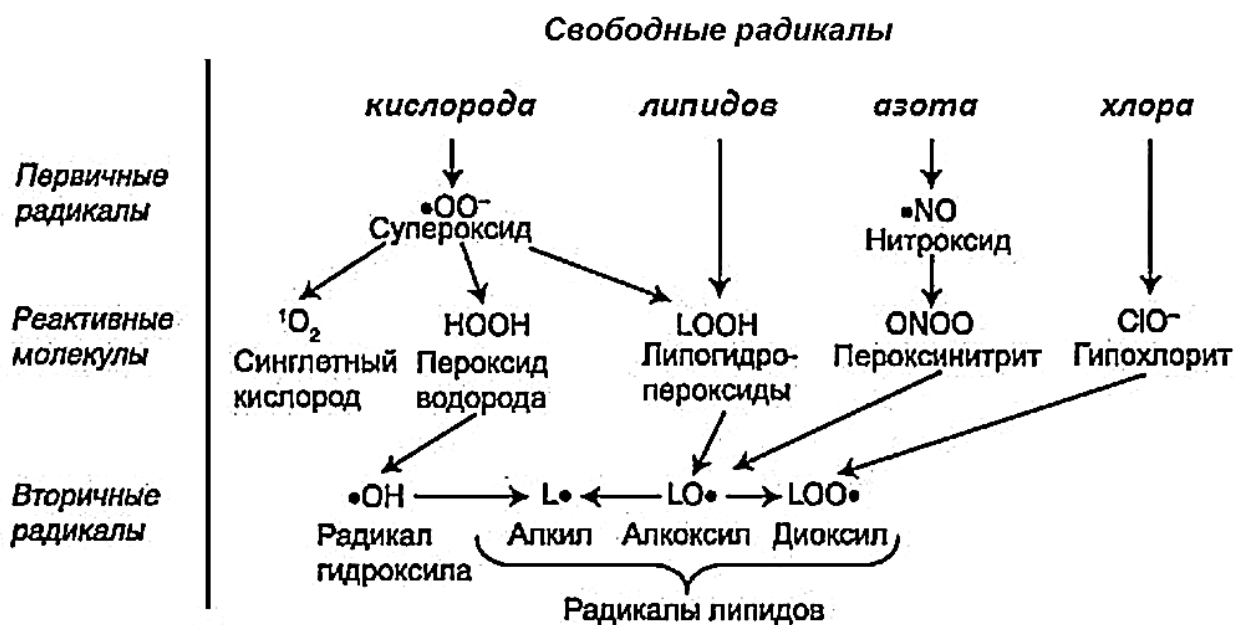 Свободные радикалы
кислорода липидов азота хлора
Первичные
радикалы
•OO⁻
Супероксид
•NO
Нитроксид
Реактивные
молекулы
¹O₂
Синглетный
кислород
HOOH
Пероксид
водорода
LOOH
Липогидро-
пероксиды
ONOO
Пероксинитрит
ClO⁻
Гипохлорит
Вторичные
радикалы
•OH
Радикал
гидроксила
L•
Алкил
LO•
Алкоксил
LOO•
Диоксил
Радикалы липидов